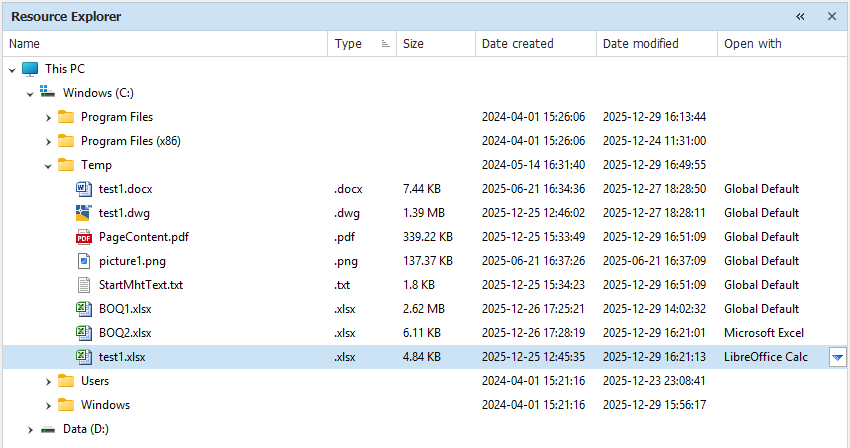 Resource Explorer
Name Type Size Date created Date modified Open with
This PC
Windows (C:)
Program Files 2024-04-01 15:26:06 2025-12-29 16:13:44
Program Files (x86) 2024-04-01 15:26:06 2025-12-24 11:31:00
Temp 2024-05-14 16:31:40 2025-12-29 16:49:55
test1.docx .docx 7.44 KB 2025-06-21 16:34:36 2025-12-27 18:28:50 Global Default
test1.dwg .dwg 1.39 MB 2025-12-25 12:46:02 2025-12-27 18:28:11 Global Default
PDF PageContent.pdf .pdf 339.22 KB 2025-12-25 15:33:49 2025-12-29 16:51:09 Global Default
picture1.png .png 137.37 KB 2025-06-21 16:37:26 2025-06-21 16:37:09 Global Default
StartMhtText.txt .txt 1.8 KB 2025-12-25 15:34:23 2025-12-29 16:51:09 Global Default
BOQ1.xlsx .xlsx 2.62 MB 2025-12-26 17:25:21 2025-12-29 14:02:32 Global Default
BOQ2.xlsx .xlsx 6.11 KB 2025-12-26 17:28:19 2025-12-29 16:21:01 Microsoft Excel
test1.xlsx .xlsx 4.84 KB 2025-12-25 12:45:35 2025-12-29 16:21:13 LibreOffice Calc
Users 2024-04-01 15:21:16 2025-12-23 23:08:41
Windows 2024-04-01 15:21:16 2025-12-29 15:56:17
Data (D:)